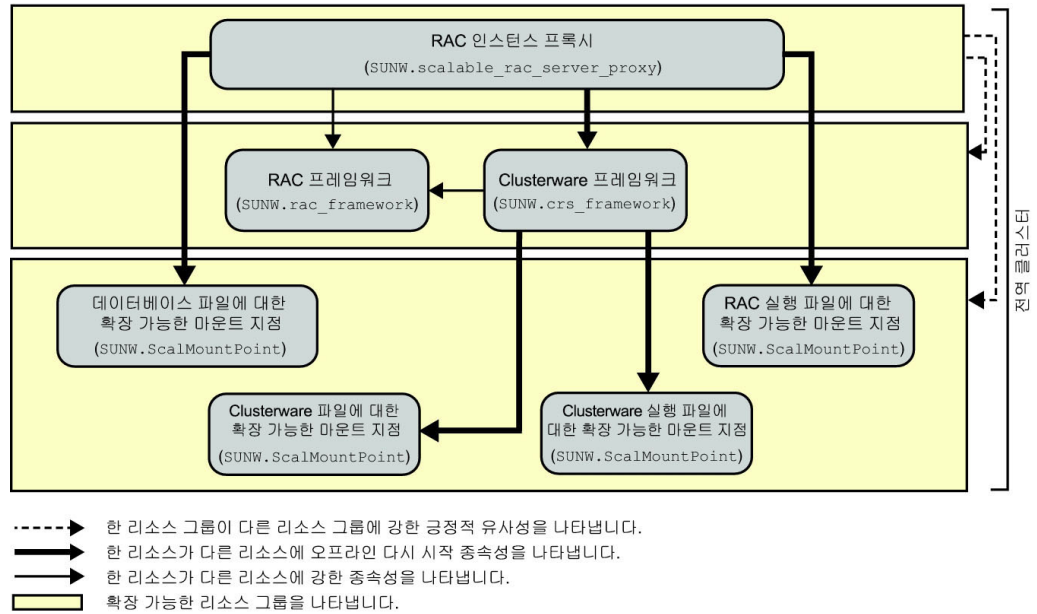 RAC 인스턴스 프록시
(SUNW.scalable_rac_server_proxy)
RAC 프레임워크
(SUNW.rac_framework)
Clusterware 프레임워크
(SUNW.crs_framework)
전역 클러스터
데이터베이스 파일에 대한
확장 가능한 마운트 지점
(SUNW.ScalMountPoint)
RAC 실행 파일에 대한
확장 가능한 마운트 지점
(SUNW.ScalMountPoint)
Clusterware 파일에 대한
확장 가능한 마운트 지점
(SUNW.ScalMountPoint)
Clusterware 실행 파일에
대한 확장 가능한 마운트 지점
(SUNW.ScalMountPoint)
한 리소스 그룹이 다른 리소스 그룹에 강한 긍정적 유사성을 나타냅니다.
한 리소스가 다른 리소스에 오프라인 다시 시작 종속성을 나타냅니다.
한 리소스가 다른 리소스에 강한 종속성을 나타냅니다.
확장 가능한 리소스 그룹을 나타냅니다.